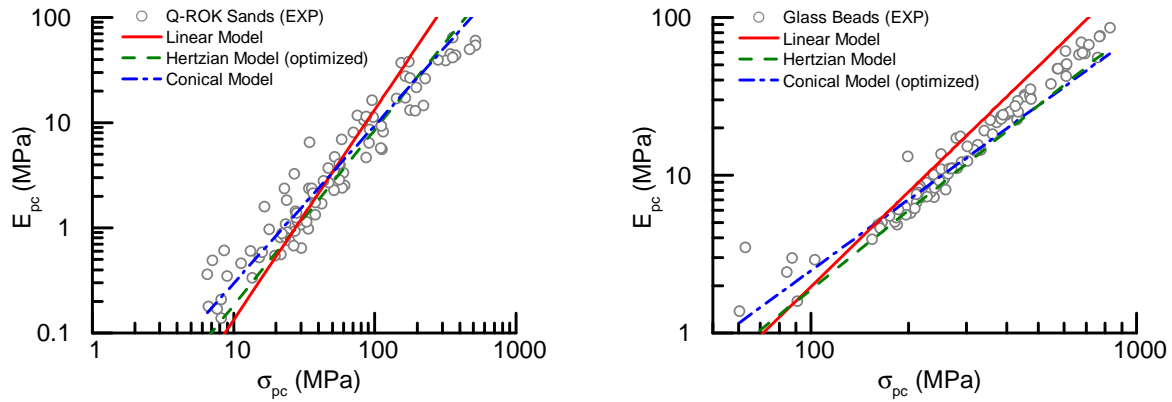 Q-ROK Sands (EXP)
Linear Model
Hertzian Model (optimized)
Conical Model
100
10
1
0.1
E_pc (MPa)
1
10
100
1000
σ_pc (MPa)
Glass Beads (EXP)
Linear Model
Hertzian Model
Conical Model (optimized)
100
10
1
E_pc (MPa)
100
1000
σ_pc (MPa)